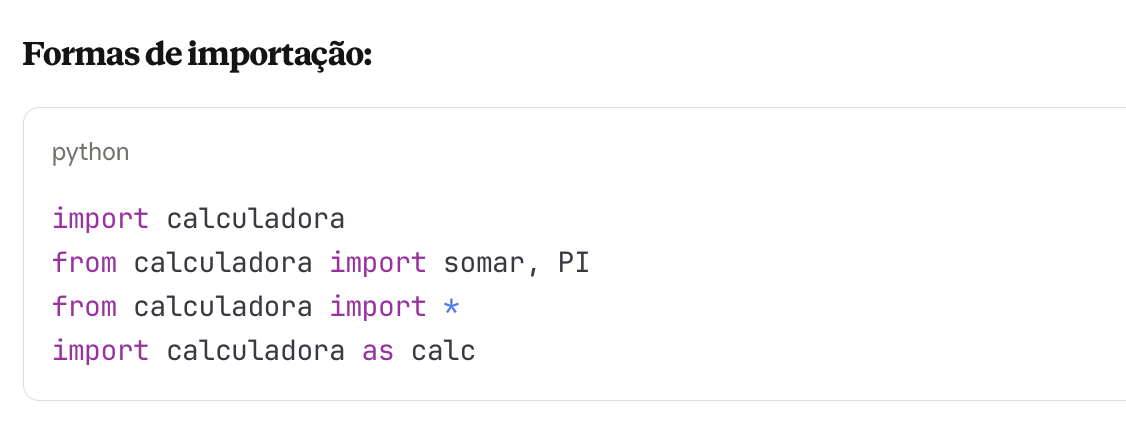 Formas de importação:
python
import calculadora
from calculadora import somar, PI
from calculadora import *
import calculadora as calc